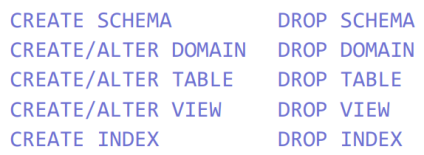 CREATE SCHEMA DROP SCHEMA
CREATE/ALTER DOMAIN DROP DOMAIN
CREATE/ALTER TABLE DROP TABLE
CREATE/ALTER VIEW DROP VIEW
CREATE INDEX DROP INDEX